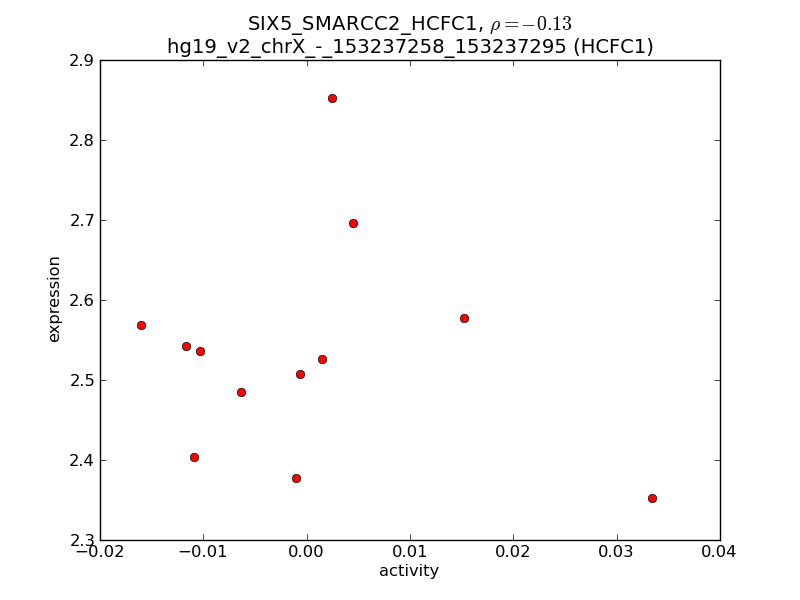 SIX5_SMARCC2_HCFC1, ρ=−0.13
hg19_v2_chrX_-_153237258_153237295 (HCFC1)
2.9
2.8
2.7
2.6
2.5
2.4
2.3
expression
−0.02 −0.01 0.00 0.01 0.02 0.03 0.04
activity